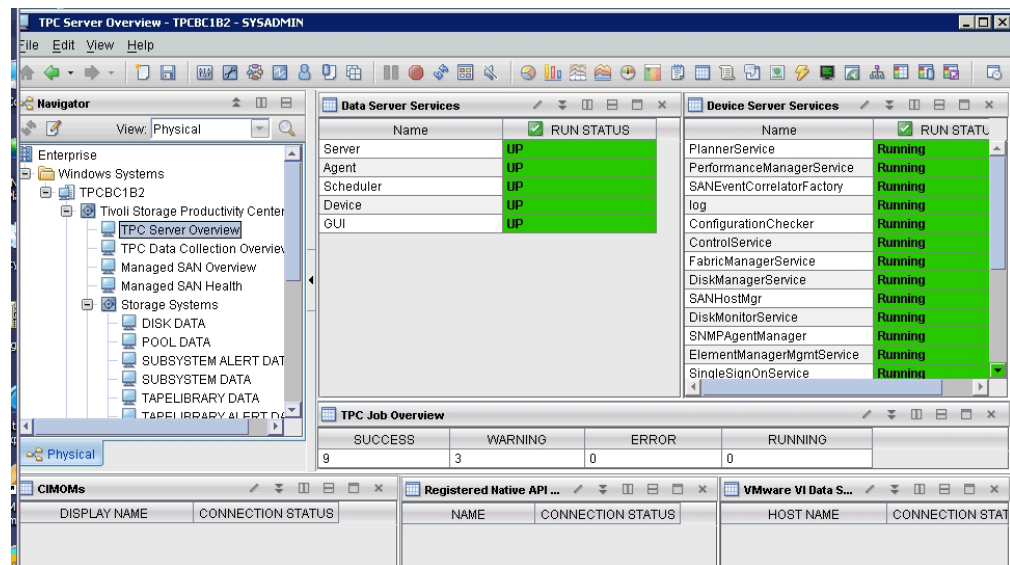 TPC Server Overview - TPCBC1B2 - SYSADMIN
File Edit View Help
Navigator
View: Physical
Enterprise
Windows Systems
TPCBC1B2
Tivoli Storage Productivity Center
TPC Server Overview
TPC Data Collection Overview
Managed SAN Overview
Managed SAN Health
Storage Systems
DISK DATA
POOL DATA
SUBSYSTEM ALERT DAT
SUBSYSTEM DATA
TAPELIBRARY DATA
TAPELIBRARY ALERT DA
Physical
Data Server Services
Name RUN STATUS
Server UP
Agent UP
Scheduler UP
Device UP
GUI UP
Device Server Services
Name RUN STATU
PlannerService Running
PerformanceManagerService Running
SANEventCorrelatorFactory Running
log Running
ConfigurationChecker Running
ControlService Running
FabricManagerService Running
DiskManagerService Running
SANHostMgr Running
DiskMonitorService Running
SNMPAgentManager Running
ElementManagerMgmtService Running
SingleSignOnService Running
TPC Job Overview
SUCCESS WARNING ERROR RUNNING
9 3 0 0
CIMOMs
DISPLAY NAME CONNECTION STATUS
Registered Native API ...
NAME CONNECTION STATUS
VMware VI Data S...
HOST NAME CONNECTION STAT